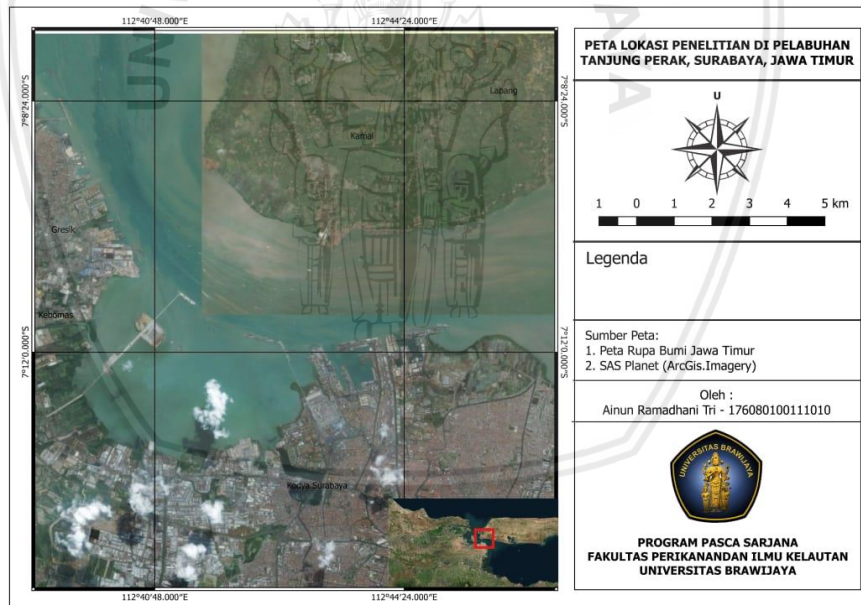 112°40'48.000"E 112°44'24.000"E
7°8'24.000"S
Labang
Kamal
Gresik
Kebomas
7°12'0.000"S
Kodya Surabaya
112°40'48.000"E 112°44'24.000"E
7°8'24.000"S
7°12'0.000"S
PETA LOKASI PENELITIAN DI PELABUHAN
TANJUNG PERAK, SURABAYA, JAWA TIMUR
U
1 0 1 2 3 4 5 km
Legenda
Sumber Peta:
1. Peta Rupa Bumi Jawa Timur
2. SAS Planet (ArcGis.Imagery)
Oleh :
Ainun Ramadhani Tri - 176080100111010
UNIVERSITAS BRAWIJAYA
PROGRAM PASCA SARJANA
FAKULTAS PERIKANANDAN ILMU KELAUTAN
UNIVERSITAS BRAWIJAYA